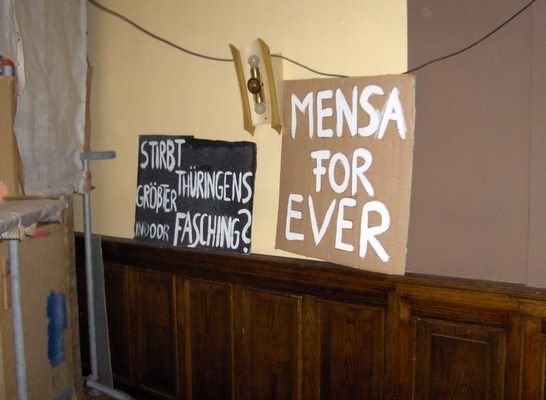 STIRBT
THÜRINGENS
GRÖßTER
INDOOR FASCHING?
MENSA
FOR
EVER